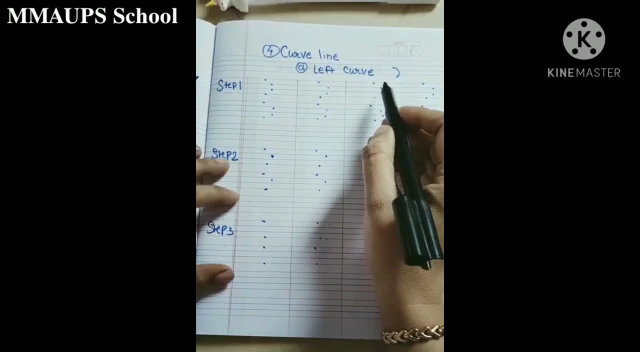 MMAUPS School
KINEMASTER
④ Curve line
ⓐ Left curve )
Step1
Step2
Step3